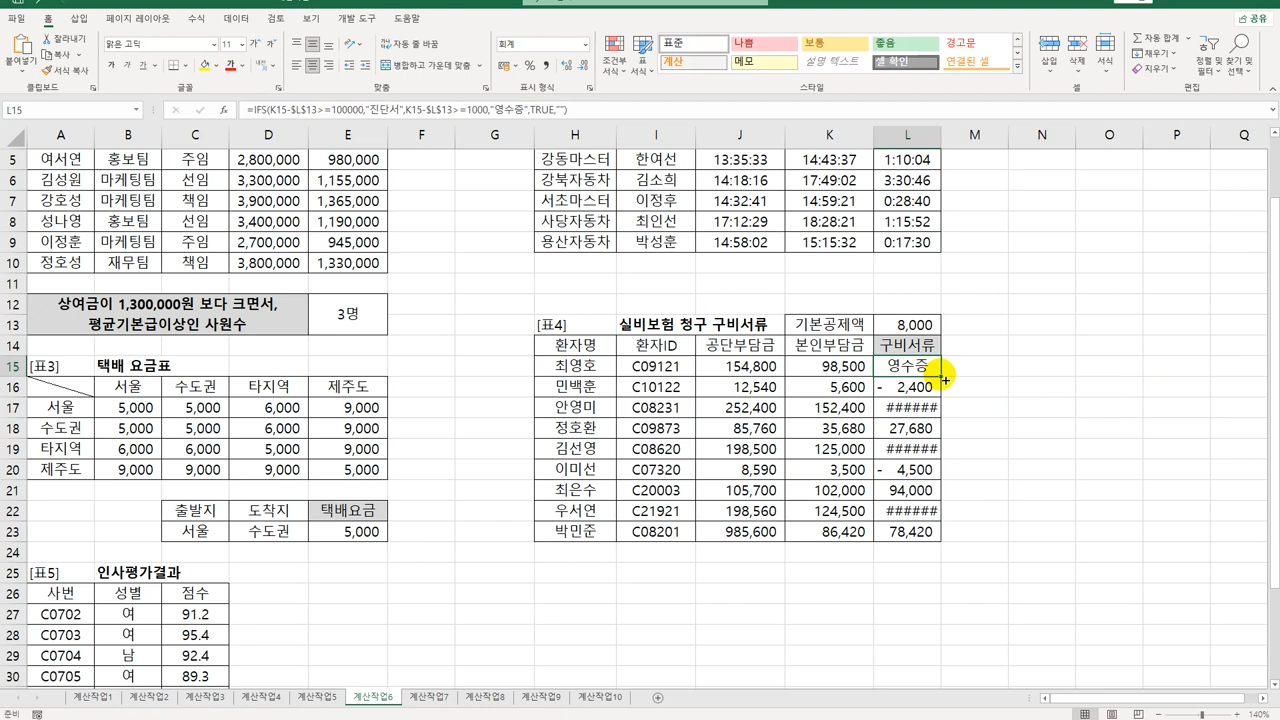 파일 홈 삽입 페이지 레이아웃 수식 데이터 검토 보기 개발 도구 도움말 공유
붙여넣기 잘라내기 복사 서식 복사 클립보드
맑은 고딕 11 가 가 가 가 가 가 글꼴
자동 줄 바꿈 병합하고 가운데 맞춤 맞춤
회계 % 표시 형식
조건부 서식 표 서식 표준 나쁨 보통 좋음 경고문
계산 메모 설명 텍스트 셀 확인 연결된 셀 스타일
삽입 삭제 서식 셀
자동 합계 채우기 지우기 정렬 및 필터 찾기 및 선택 편집
L15 fx =IFS(K15-$L$13>=100000,"진단서",K15-$L$13>=1000,"영수증",TRUE,"")
A B C D E F G H I J K L M N O P Q
5 여서연 홍보팀 주임 2,800,000 980,000 강동마스터 한여선 13:35:33 14:43:37 1:10:04
6 김성원 마케팅팀 선임 3,300,000 1,155,000 강북자동차 김소희 14:18:16 17:49:02 3:30:46
7 강호성 마케팅팀 책임 3,900,000 1,365,000 서초마스터 이정후 14:32:41 14:59:21 0:28:40
8 성나영 홍보팀 선임 3,400,000 1,190,000 사당자동차 최인선 17:12:29 18:28:21 1:15:52
9 이정훈 마케팅팀 주임 2,700,000 945,000 용산자동차 박성훈 14:58:02 15:15:32 0:17:30
10 정호성 재무팀 책임 3,800,000 1,330,000
11
12 상여금이 1,300,000원 보다 크면서,
평균기본급이상인 사원수 3명
13 [표4] 실비보험 청구 구비서류 기본공제액 8,000
14 환자명 환자ID 공단부담금 본인부담금 구비서류
15 [표3] 택배 요금표 최영호 C09121 154,800 98,500 영수증
16 서울 수도권 타지역 제주도 민백훈 C10122 12,540 5,600 - 2,400
17 서울 5,000 5,000 6,000 9,000 안영미 C08231 252,400 152,400 ######
18 수도권 5,000 5,000 6,000 9,000 정호환 C09873 85,760 35,680 27,680
19 타지역 6,000 6,000 5,000 9,000 김선영 C08620 198,500 125,000 ######
20 제주도 9,000 9,000 9,000 5,000 이미선 C07320 8,590 3,500 - 4,500
21 최은수 C20003 105,700 102,000 94,000
22 출발지 도착지 택배요금 우서연 C21921 198,560 124,500 ######
23 서울 수도권 5,000 박민준 C08201 985,600 86,420 78,420
24
25 [표5] 인사평가결과
26 사번 성별 점수
27 C0702 여 91.2
28 C0703 여 95.4
29 C0704 남 92.4
30 C0705 여 89.3
계산작업1 계산작업2 계산작업3 계산작업4 계산작업5 계산작업6 계산작업7 계산작업8 계산작업9 계산작업10
준비 140%